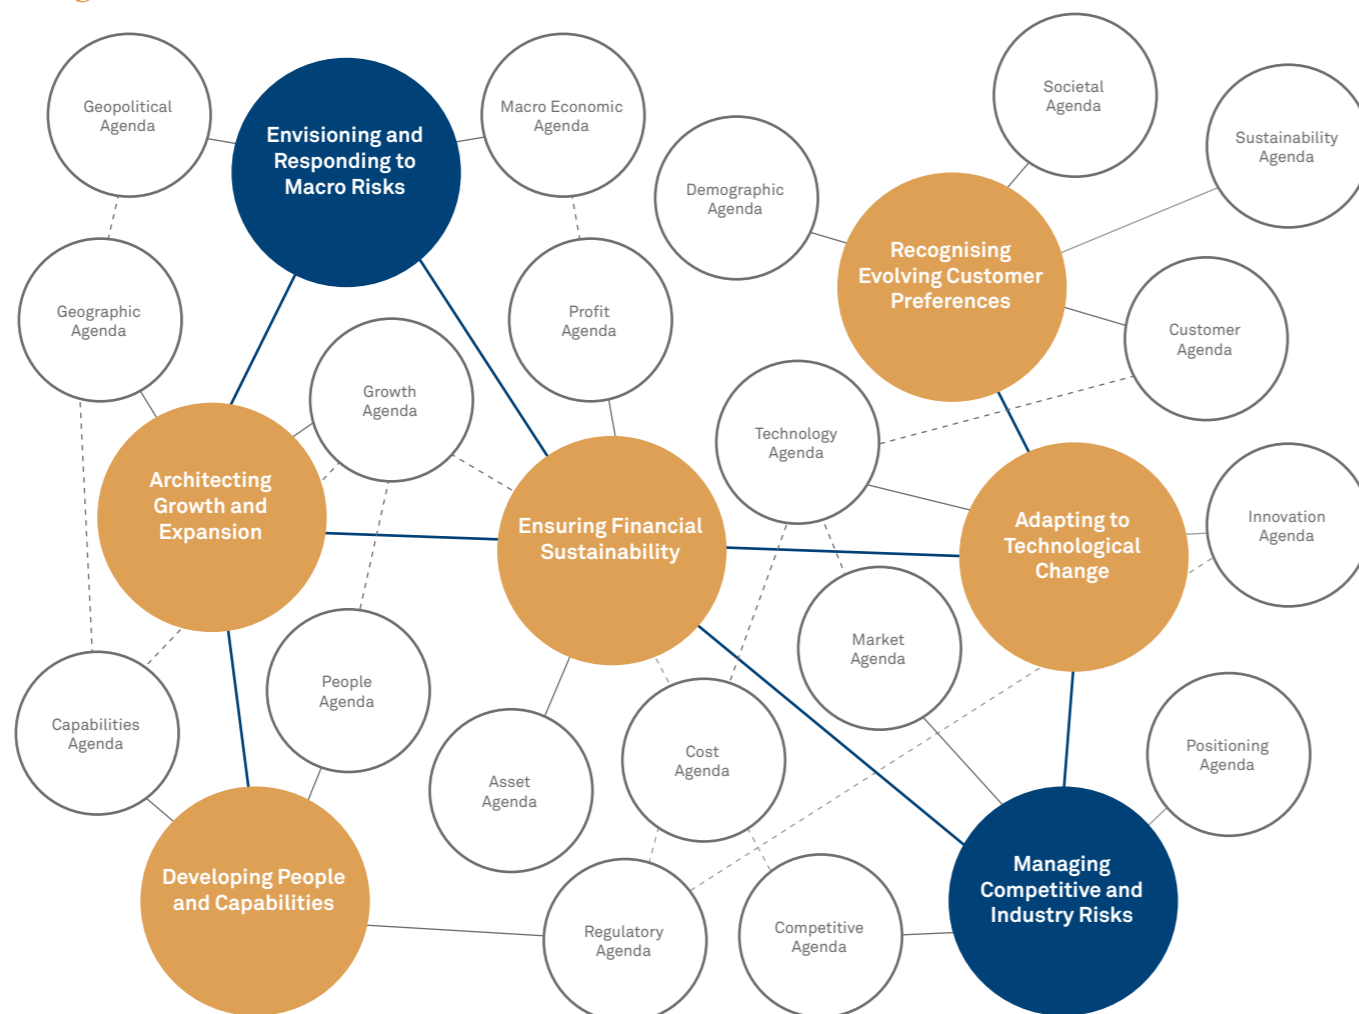 Societal
Agenda
Geopolitical
Agenda
Macro Economic
Agenda
Envisioning and
Responding to
Macro Risks
Sustainability
Agenda
Demographic
Agenda
Recognising
Evolving Customer
Preferences
Geographic
Agenda
Profit
Agenda
Customer
Agenda
Growth
Agenda
Technology
Agenda
Architecting
Growth and
Expansion
Ensuring Financial
Sustainability
Adapting to
Technological
Change
Innovation
Agenda
Market
Agenda
People
Agenda
Capabilities
Agenda
Cost
Agenda
Positioning
Agenda
Asset
Agenda
Developing People
and Capabilities
Managing
Competitive and
Industry Risks
Regulatory
Agenda
Competitive
Agenda